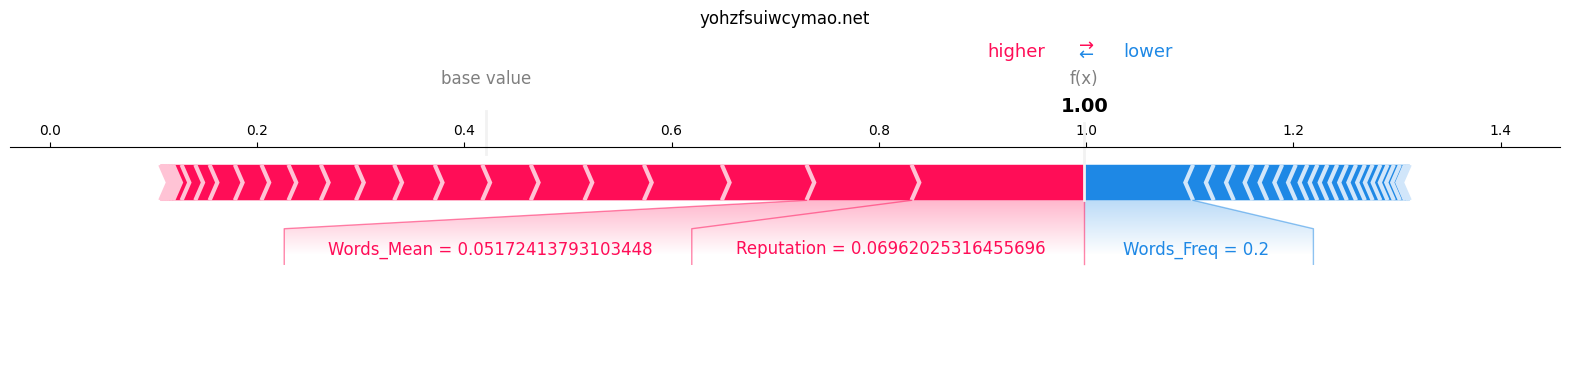 yohzfsuiwcymao.net
higher ⇄ lower
base value f(x)
1.00
0.0 0.2 0.4 0.6 0.8 1.0 1.2 1.4
Words_Mean = 0.05172413793103448 Reputation = 0.06962025316455696 Words_Freq = 0.2